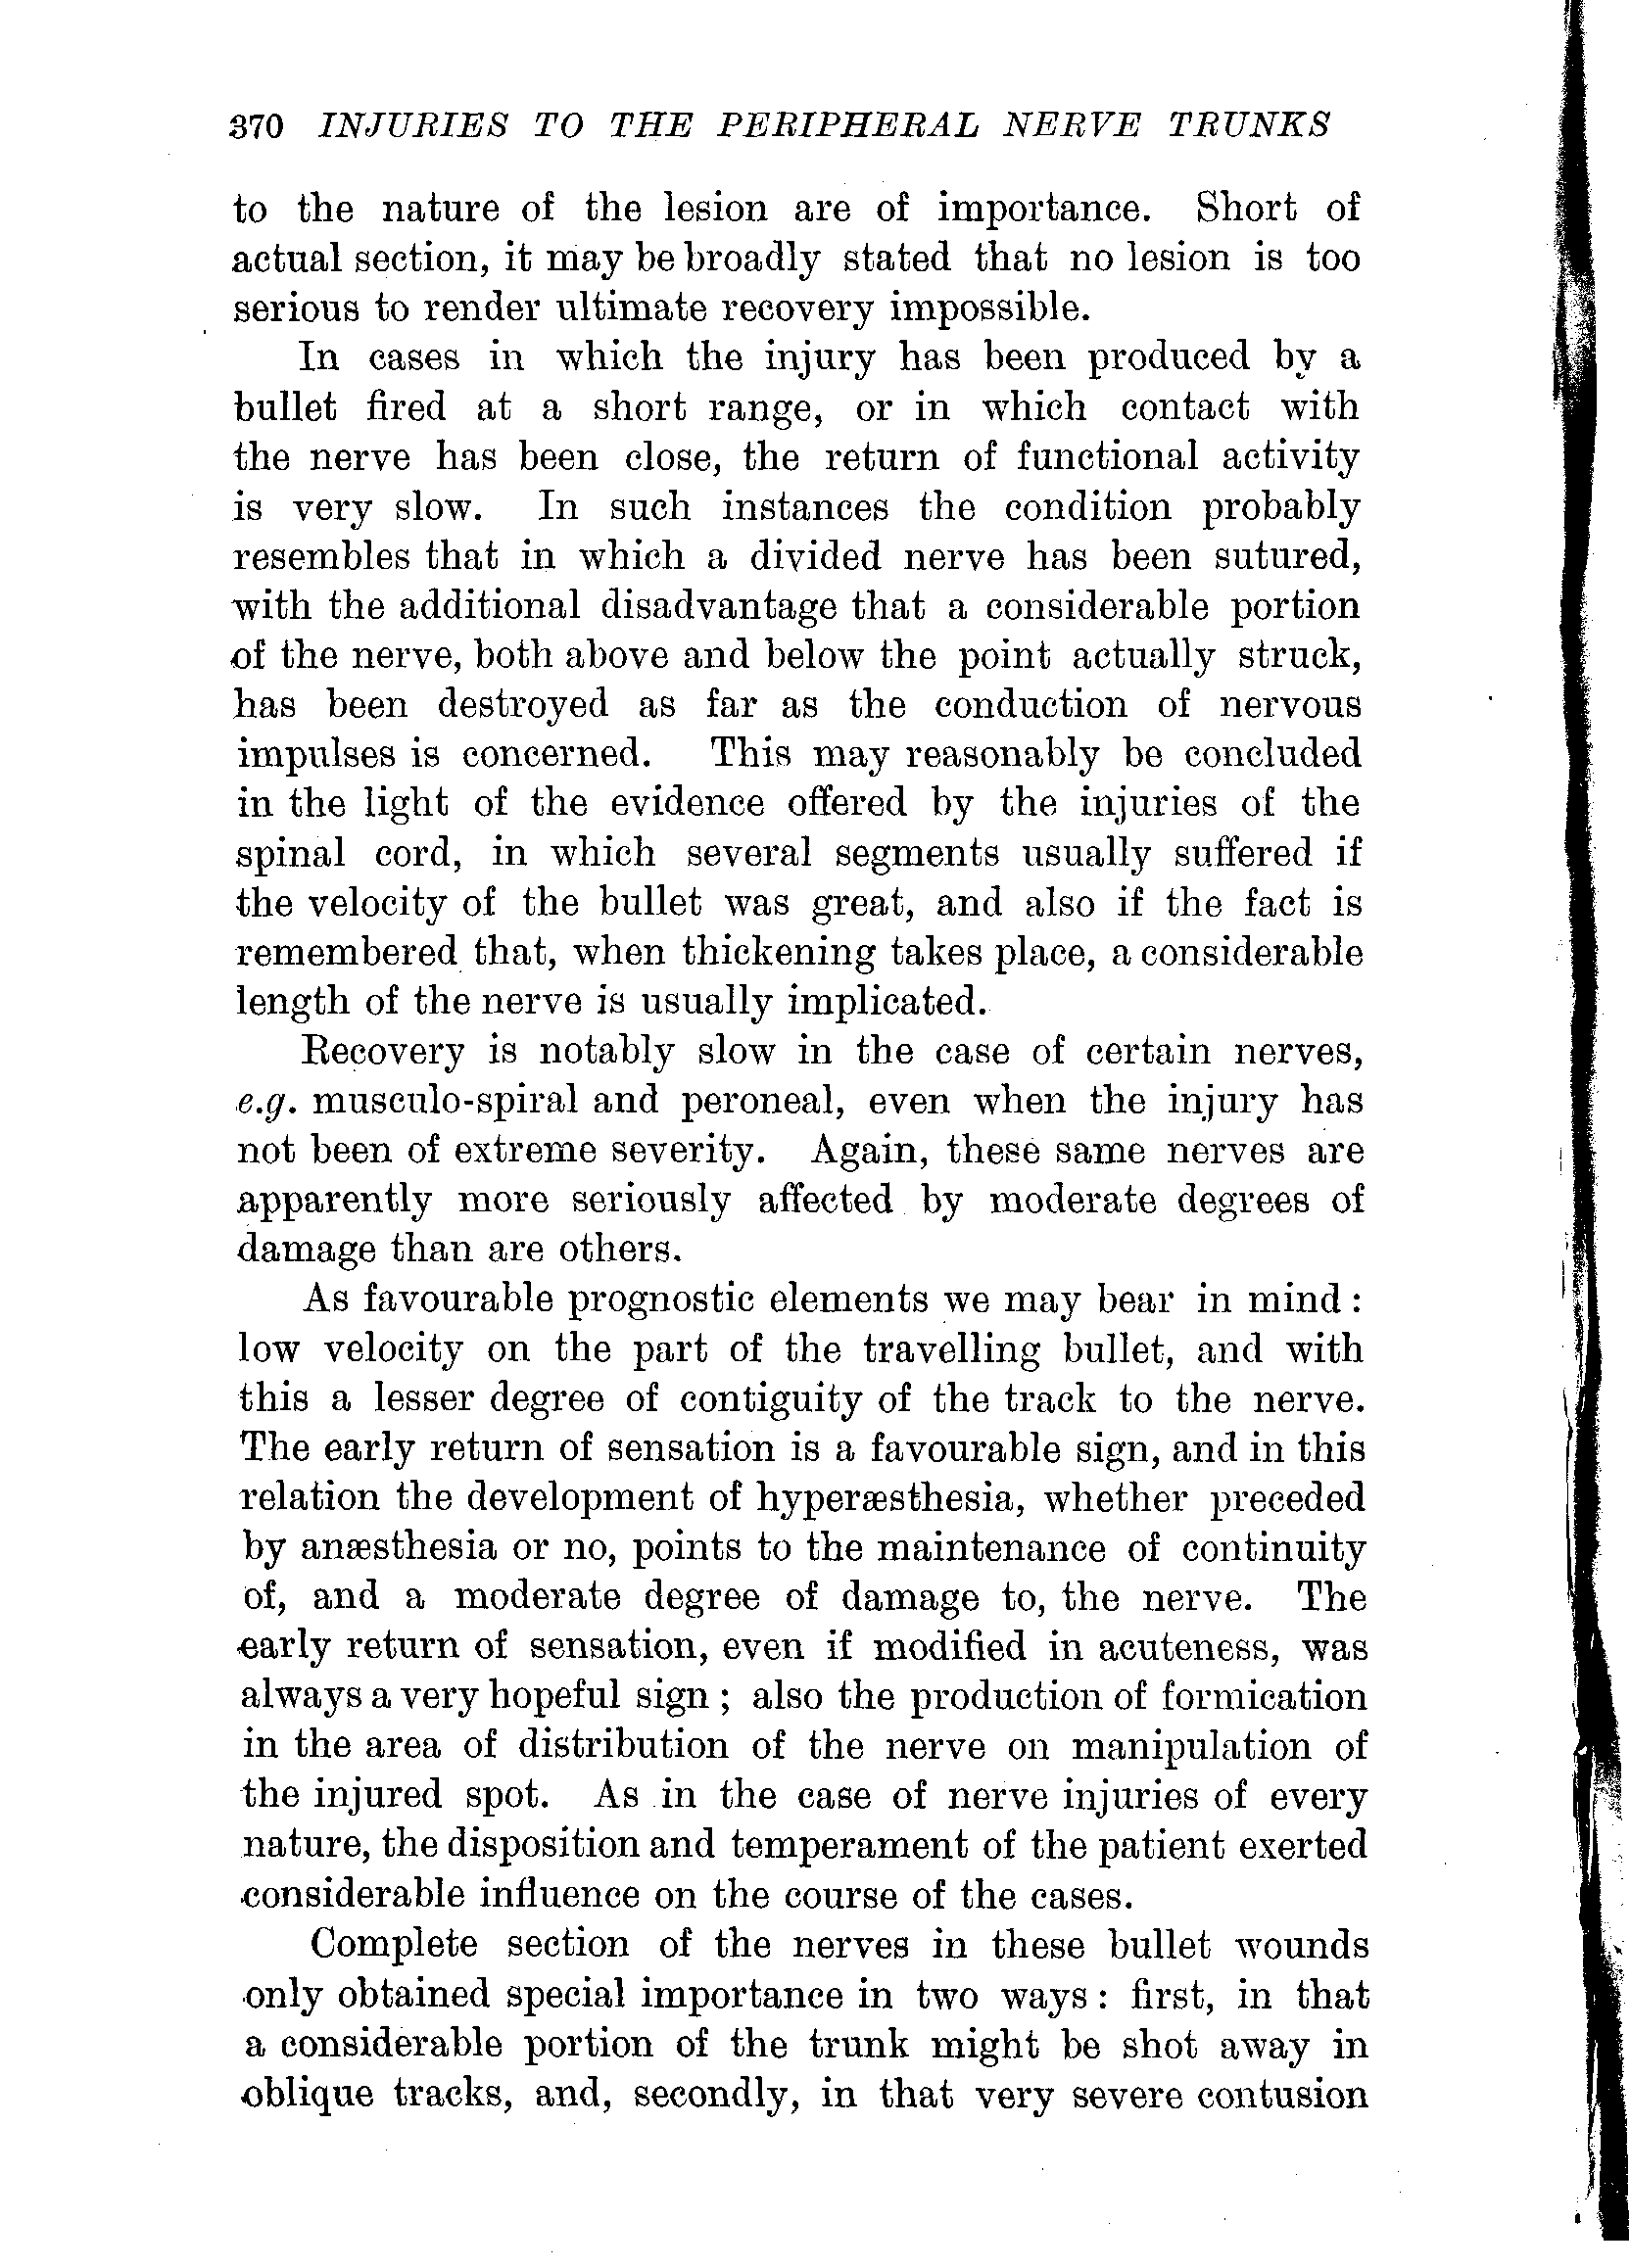 370 INJURIES TO THE PERIPHERAL NERVE TRUNKS
to the nature of the lesion are of importance. Short of
actual section, it may be broadly stated that no lesion is too
serious to render ultimate recovery impossible.
In cases in which the injury has been produced by a
bullet fired at a short range, or in which contact with
the nerve has been close, the return of functional activity
is very slow. In such instances the condition probably
resembles that in which a divided nerve has been sutured,
with the additional disadvantage that a considerable portion
of the nerve, both above and below the point actually struck,
has been destroyed as far as the conduction of nervous
impulses is concerned. This may reasonably be concluded
in the light of the evidence offered by the injuries of the
spinal cord, in which several segments usually suffered if
the velocity of the bullet was great, and also if the fact is
remembered that, when thickening takes place, a considerable
length of the nerve is usually implicated.
Recovery is notably slow in the case of certain nerves,
e.g. musculo-spiral and peroneal, even when the injury has
not been of extreme severity. Again, these same nerves are
apparently more seriously affected by moderate degrees of
damage than are others.
As favourable prognostic elements we may bear in mind :
low velocity on the part of the travelling bullet, and with
this a lesser degree of contiguity of the track to the nerve.
The early return of sensation is a favourable sign, and in this
relation the development of hyperæsthesia, whether preceded
by anæsthesia or no, points to the maintenance of continuity
of, and a moderate degree of damage to, the nerve. The
early return of sensation, even if modified in acuteness, was
always a very hopeful sign ; also the production of formication
in the area of distribution of the nerve on manipulation of
the injured spot. As in the case of nerve injuries of every
nature, the disposition and temperament of the patient exerted
considerable influence on the course of the cases.
Complete section of the nerves in these bullet wounds
only obtained special importance in two ways : first, in that
a considerable portion of the trunk might be shot away in
oblique tracks, and, secondly, in that very severe contusion